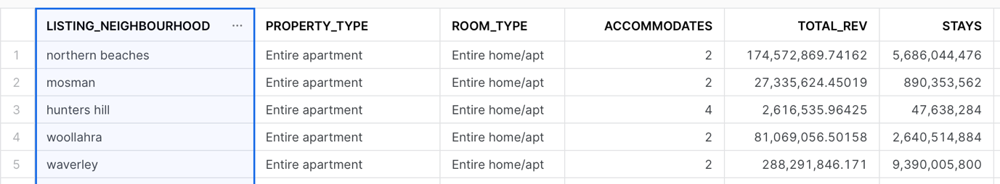 LISTING_NEIGHBOURHOOD ... PROPERTY_TYPE ROOM_TYPE ACCOMMODATES TOTAL_REV STAYS
1 northern beaches Entire apartment Entire home/apt 2 174,572,869.74162 5,686,044,476
2 mosman Entire apartment Entire home/apt 2 27,335,624.45019 890,353,562
3 hunters hill Entire apartment Entire home/apt 4 2,616,535.96425 47,638,284
4 woollahra Entire apartment Entire home/apt 2 81,069,056.50158 2,640,514,884
5 waverley Entire apartment Entire home/apt 2 288,291,846.171 9,390,005,800